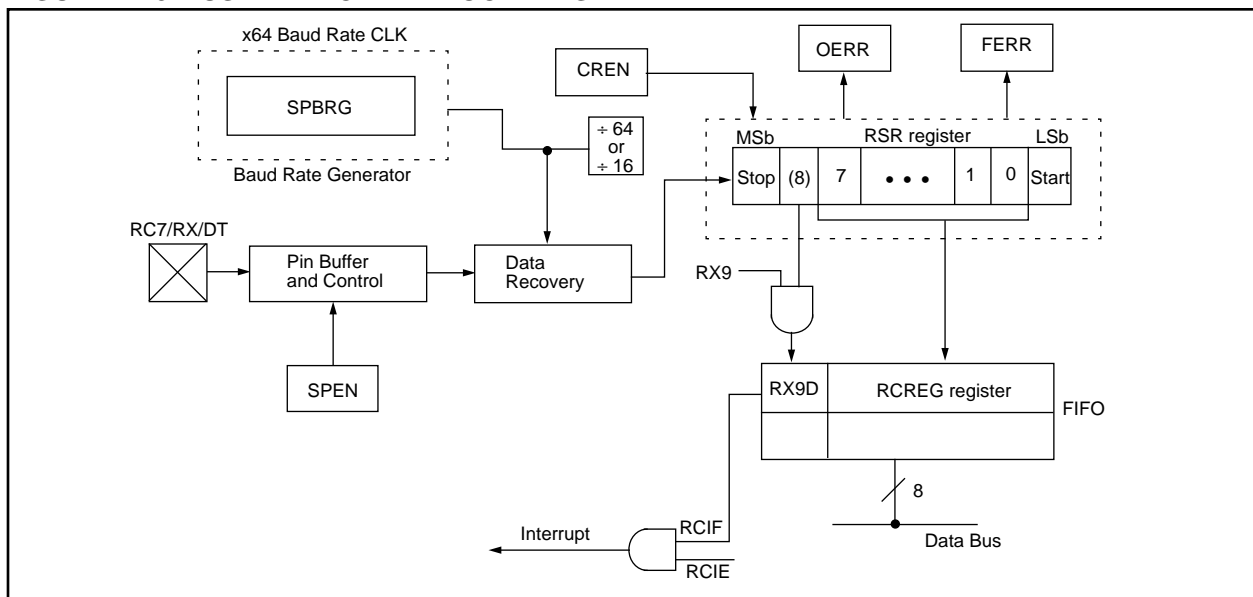 x64 Baud Rate CLK
SPBRG
Baud Rate Generator
CREN
OERR
FERR
÷ 64
or
÷ 16
MSb
RSR register
LSb
Stop
(8)
7
• • •
1
0
Start
RC7/RX/DT
Pin Buffer
and Control
Data
Recovery
RX9
SPEN
RX9D
RCREG register
FIFO
8
Interrupt
RCIF
RCIE
Data Bus